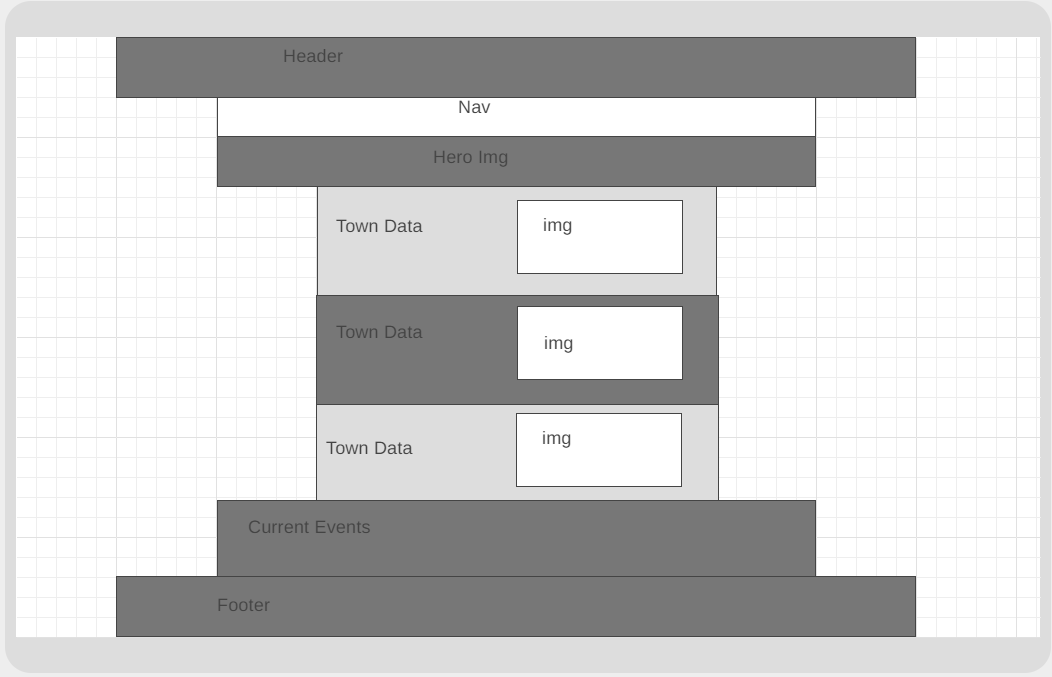 Header
Nav
Hero Img
Town Data
img
Town Data
img
Town Data
img
Current Events
Footer